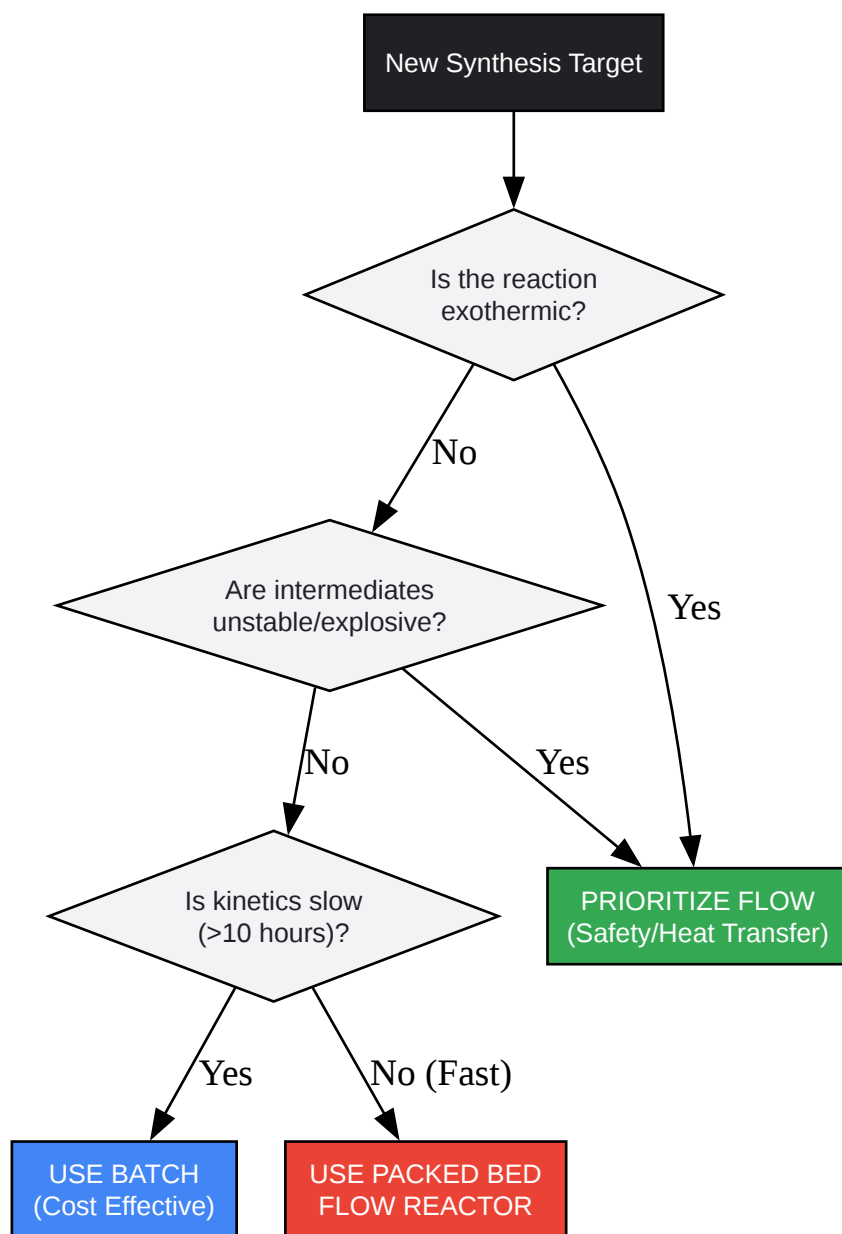 New Synthesis Target
Is the reaction
exothermic?
No
Yes
Are intermediates
unstable/explosive?
No
Yes
Is kinetics slow
(>10 hours)?
PRIORITIZE FLOW
(Safety/Heat Transfer)
Yes
No (Fast)
USE BATCH
(Cost Effective)
USE PACKED BED
FLOW REACTOR